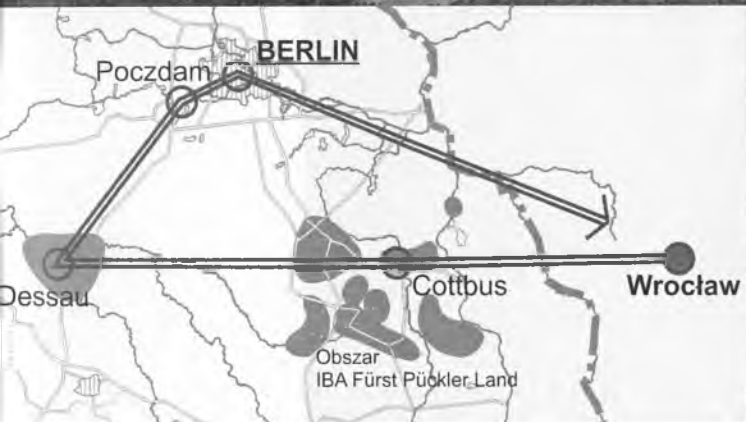 BERLIN
Poczdam
Dessau
Cottbus
Wrocław
Obszar
IBA Fürst Pückler Land